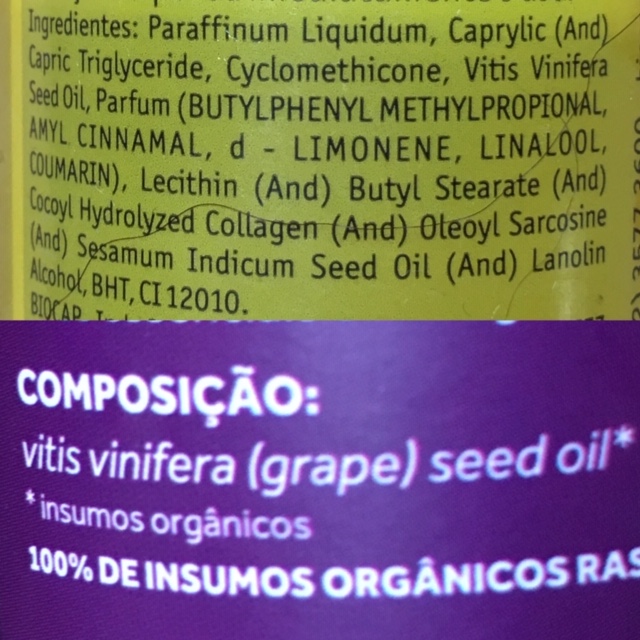 Ingredientes: Paraffinum Liquidum, Caprylic (And)
Capric Triglyceride, Cyclomethicone, Vitis Vinifera
Seed Oil, Parfum (BUTYLPHENYL METHYLPROPIONAL,
AMYL CINNAMAL, d - LIMONENE, LINALOOL,
COUMARIN), Lecithin (And) Butyl Stearate (And)
Cocoyl Hydrolyzed Collagen (And) Oleoyl Sarcosine
(And) Sesamum Indicum Seed Oil (And) Lanolin
Alcohol, BHT, CI 12010.
BIOCAP
COMPOSIÇÃO:
vitis vinifera (grape) seed oil*
*insumos orgânicos
100% DE INSUMOS ORGÂNICOS RAS